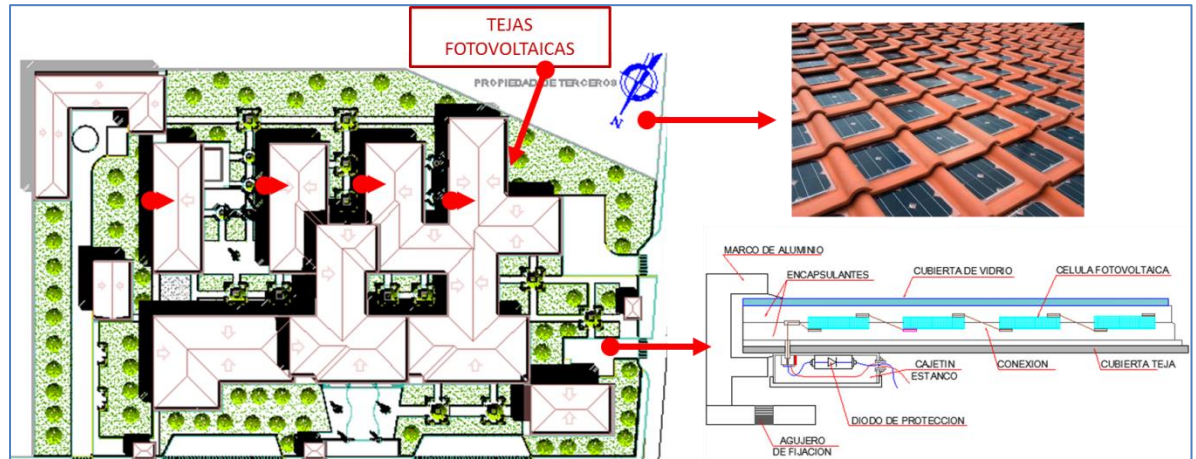 TEJAS
FOTOVOLTAICAS
PROPIEDAD DE TERCEROS
N
MARCO DE ALUMINIO
ENCAPSULANTES
CUBIERTA DE VIDRIO
CELULA FOTOVOLTAICA
CAJETIN
ESTANCO
CONEXION
CUBIERTA TEJA
DIODO DE PROTECCION
AGUJERO
DE FIJACION